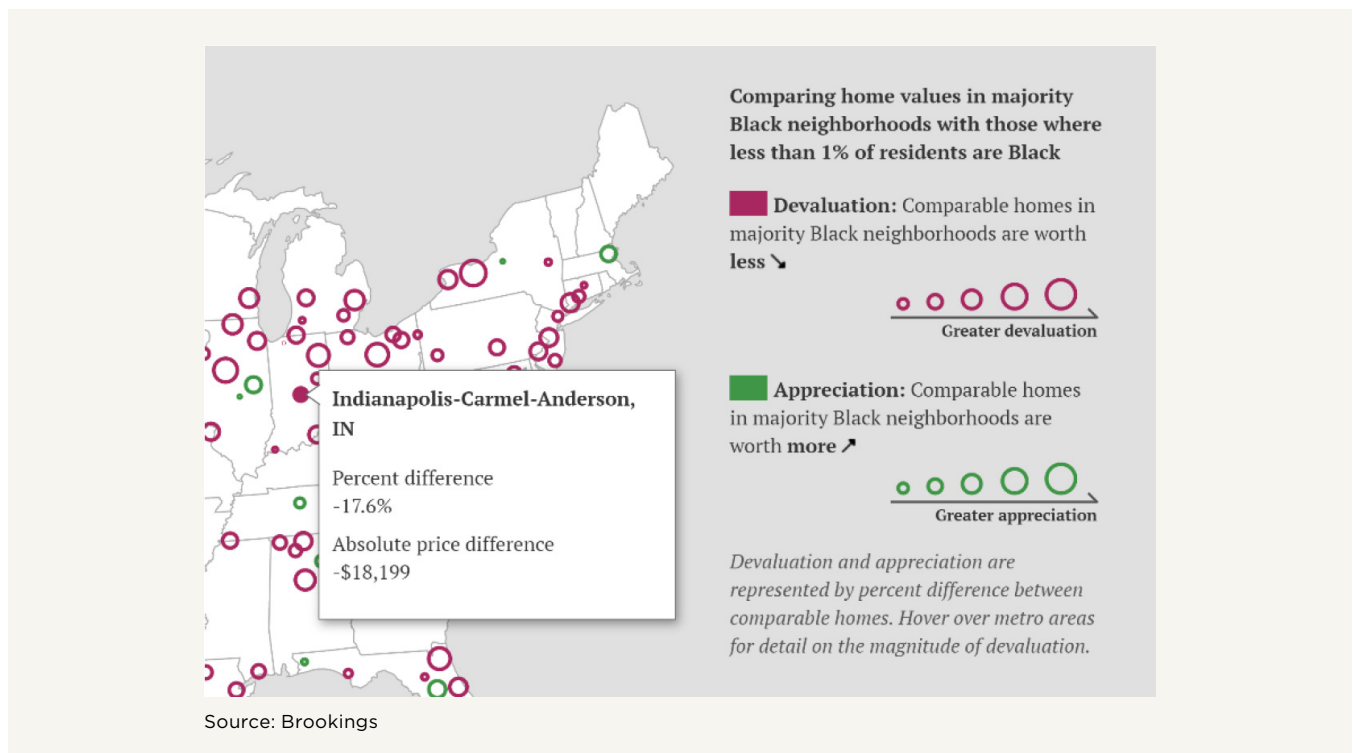 Comparing home values in majority
Black neighborhoods with those where
less than 1% of residents are Black
Devaluation: Comparable homes in
majority Black neighborhoods are worth
less ↘
Greater devaluation
Appreciation: Comparable homes
in majority Black neighborhoods are
worth more ↗
Greater appreciation
Devaluation and appreciation are
represented by percent difference between
comparable homes. Hover over metro areas
for detail on the magnitude of devaluation.
Indianapolis-Carmel-Anderson,
IN
Percent difference
-17.6%
Absolute price difference
-$18,199
Source: Brookings